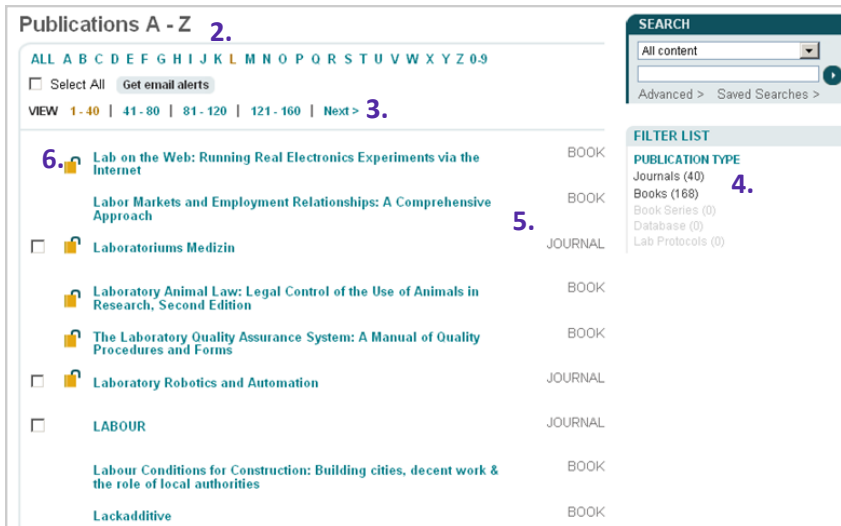 Publications A - Z
2.
ALL A B C D E F G H I J K L M N O P Q R S T U V W X Y Z 0-9
Select All Get email alerts
VIEW 1 - 40 | 41 - 80 | 81 - 120 | 121 - 160 | Next >
3.
6.
Lab on the Web: Running Real Electronics Experiments via the
Internet
BOOK
Labor Markets and Employment Relationships: A Comprehensive
Approach
BOOK
5.
Laboratoriums Medizin
JOURNAL
Laboratory Animal Law: Legal Control of the Use of Animals in
Research, Second Edition
BOOK
The Laboratory Quality Assurance System: A Manual of Quality
Procedures and Forms
BOOK
Laboratory Robotics and Automation
JOURNAL
LABOUR
JOURNAL
Labour Conditions for Construction: Building cities, decent work &
the role of local authorities
BOOK
Lackadditive
BOOK
SEARCH
All content
Advanced > Saved Searches >
FILTER LIST
PUBLICATION TYPE
Journals (40)
4.
Books (168)
Book Series (0)
Database (0)
Lab Protocols (0)